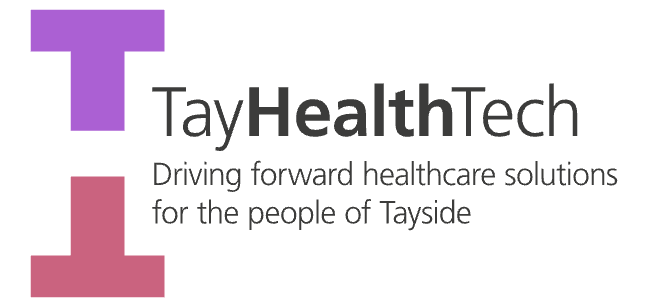 TayHealthTech
Driving forward healthcare solutions
for the people of Tayside